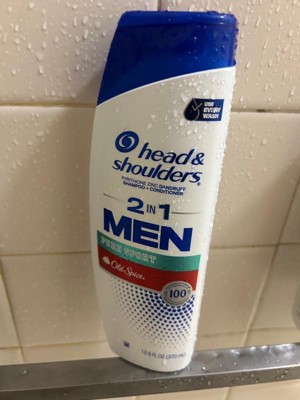 USE EVERY
WASH
head &
shoulders
PYRITHIONE ZINC DANDRUFF
SHAMPOO + CONDITIONER
2 IN 1
MEN
PURE SPORT
Old Spice
100